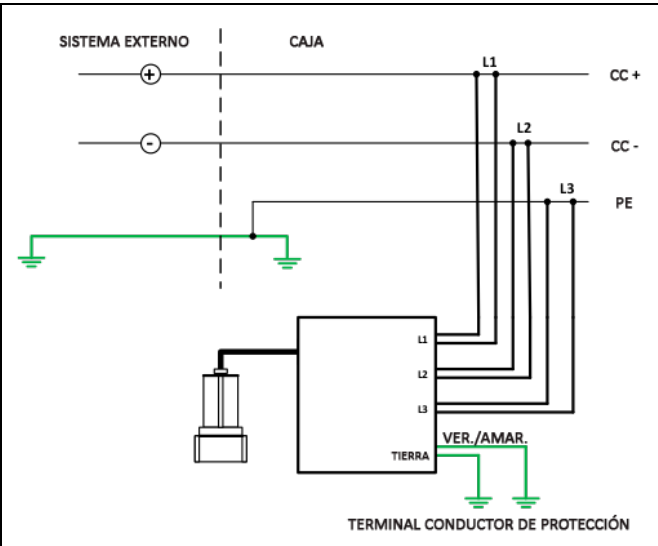 SISTEMA EXTERNO
CAJA
L1
+
CC +
L2
-
CC -
L3
PE
L1
L2
L3
VER./AMAR.
TIERRA
TERMINAL CONDUCTOR DE PROTECCIÓN